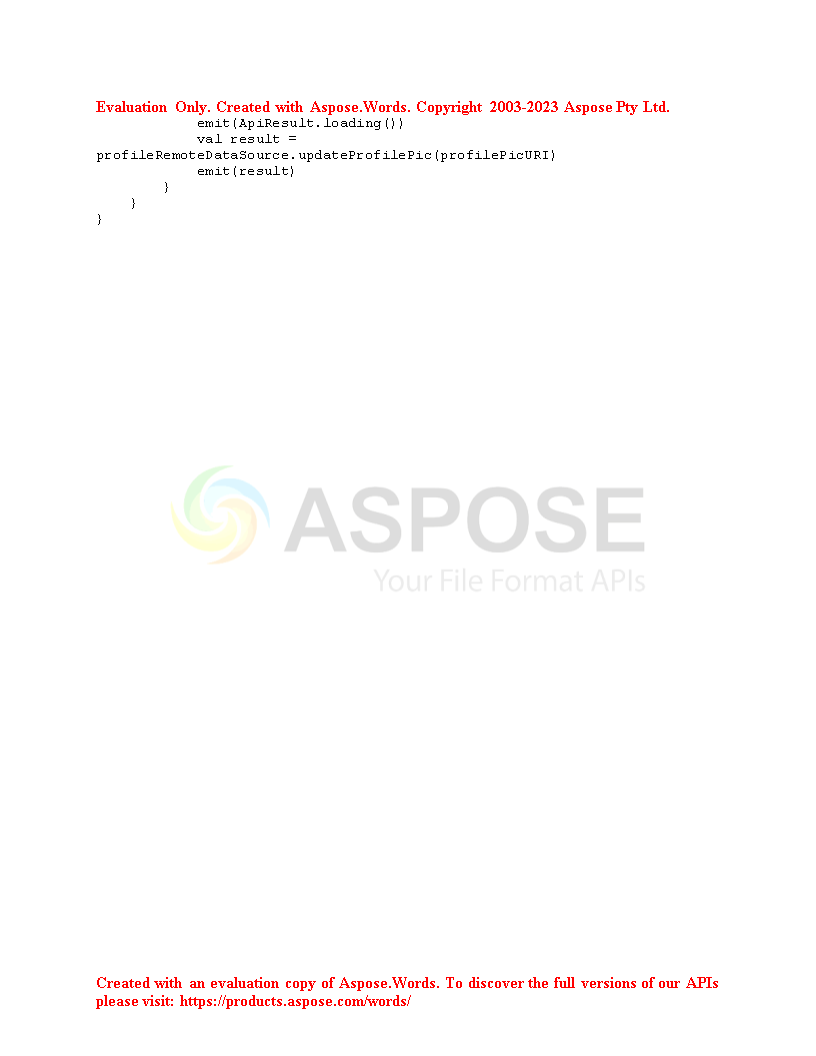 Evaluation Only. Created with Aspose.Words. Copyright 2003-2023 Aspose Pty Ltd.
            emit(ApiResult.loading())
            val result =
profileRemoteDataSource.updateProfilePic(profilePicURI)
            emit(result)
        }
    }
}
ASPOSE
Your File Format APIs
Created with an evaluation copy of Aspose.Words. To discover the full versions of our APIs
please visit: https://products.aspose.com/words/